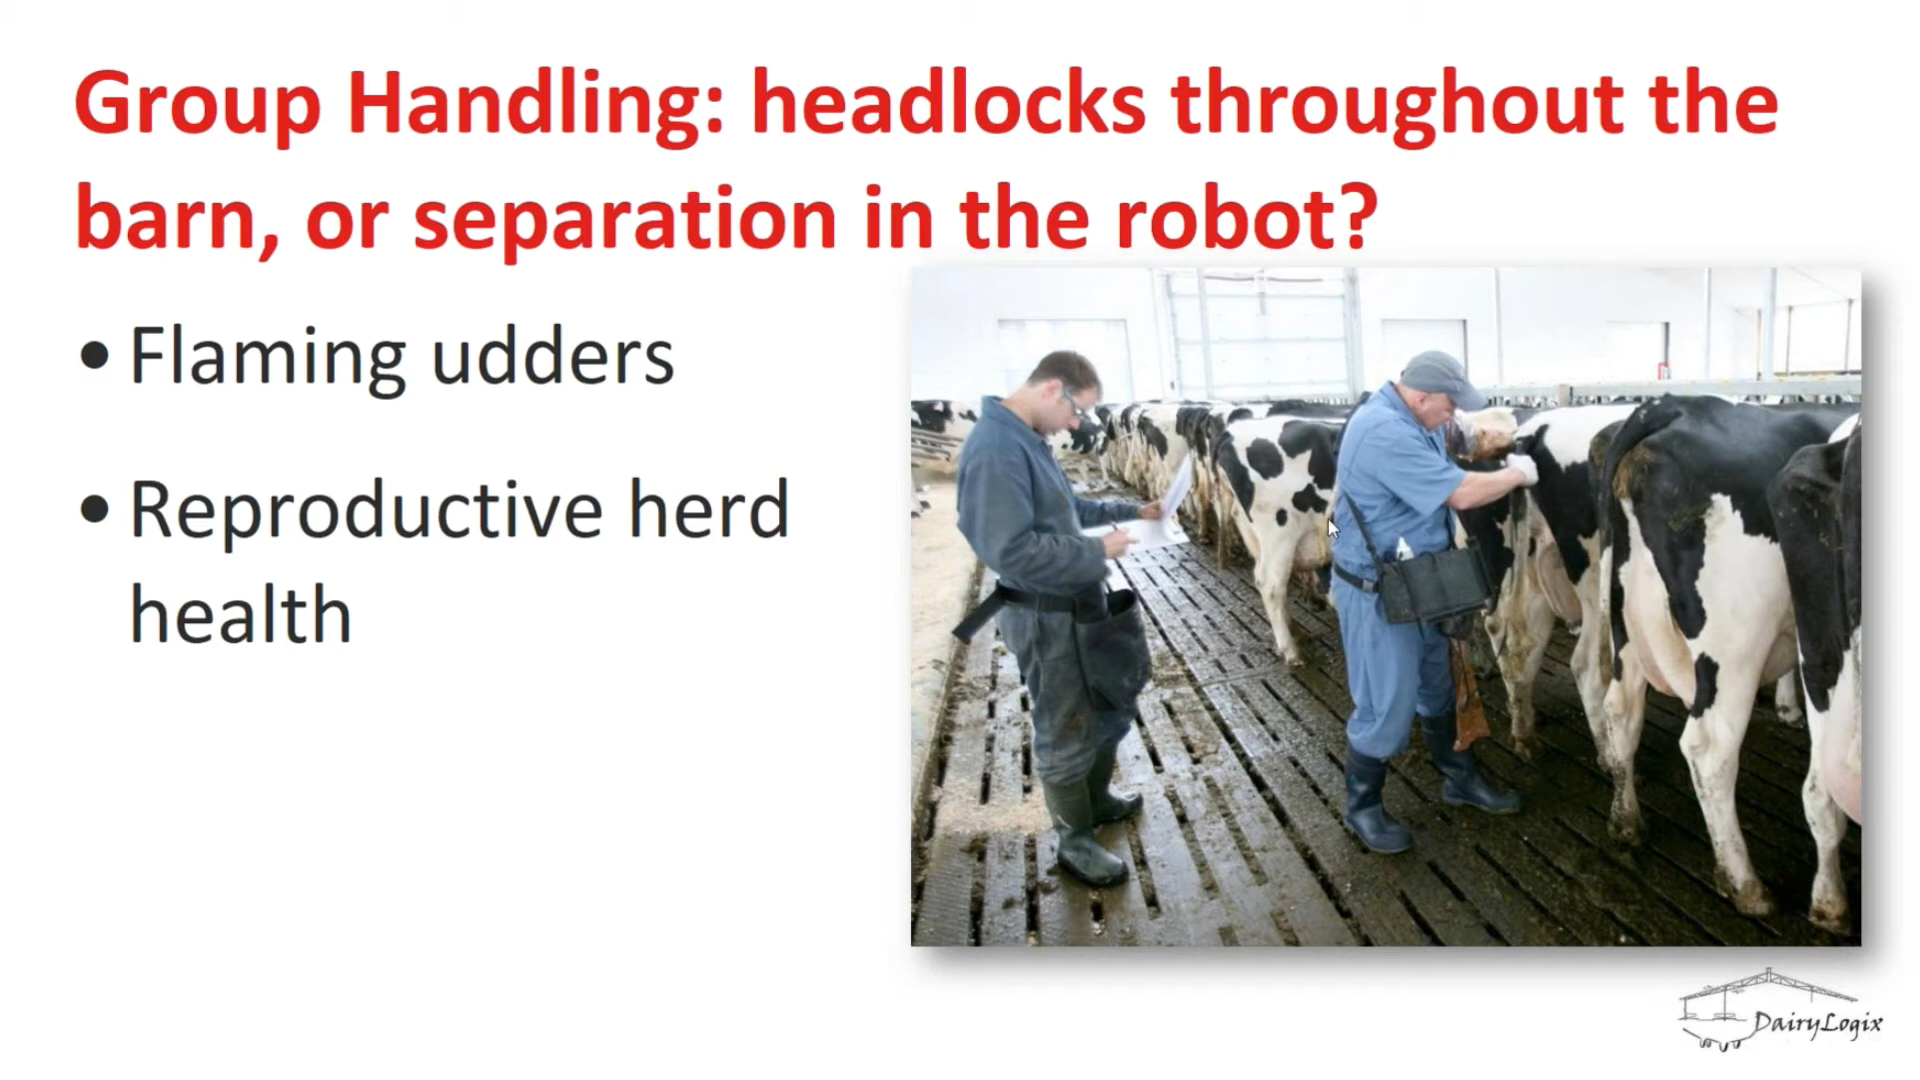 Group Handling: headlocks throughout the
barn, or separation in the robot?
• Flaming udders
• Reproductive herd
health
DairyLogix